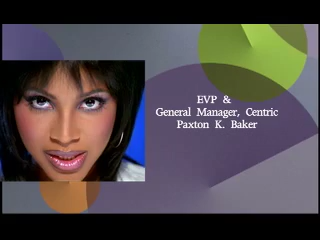 EVP &
General Manager, Centric
Paxton K. Baker